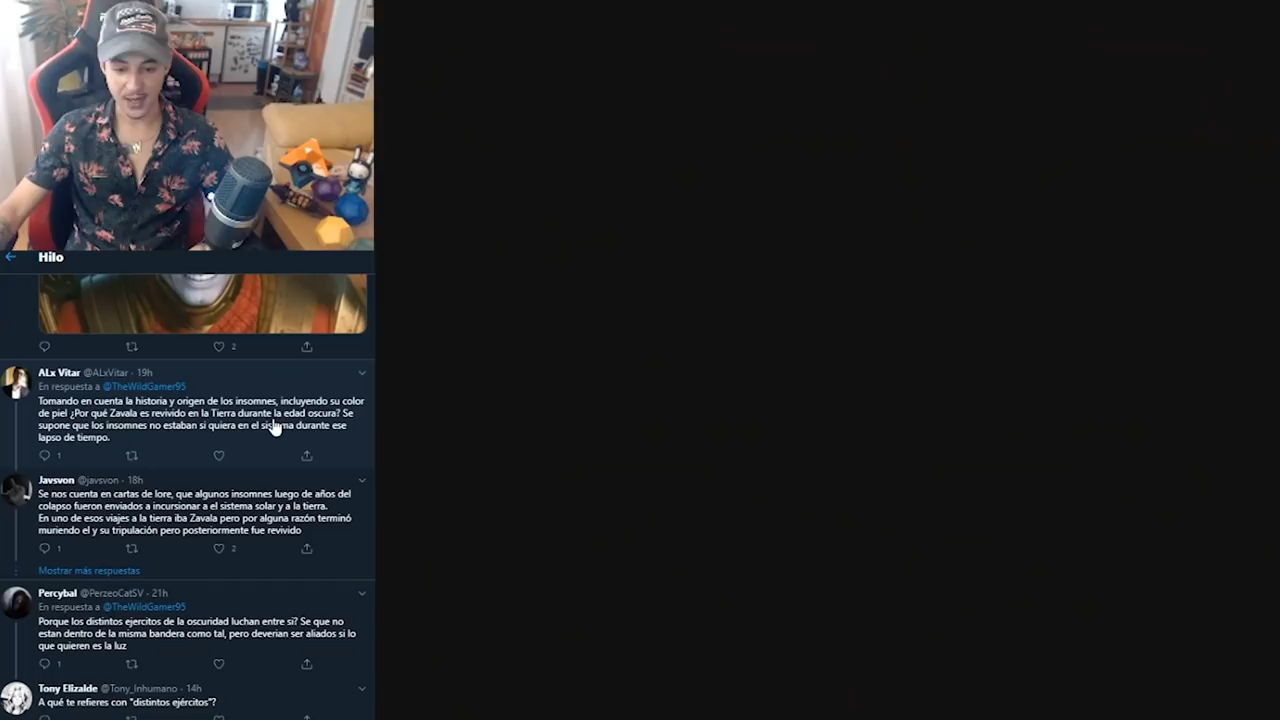 Hilo
2
ALx Vitar @ALxVitar · 19h
En respuesta a @TheWildGamer95
Tomando en cuenta la historia y origen de los insomnes, incluyendo su color
de piel ¿Por qué Zavala es revivido en la Tierra durante la edad oscura? Se
supone que los insomnes no estaban si quiera en el sistema durante ese
lapso de tiempo.
1
Javsvon @javsvon · 18h
Se nos cuenta en cartas de lore, que algunos insomnes luego de años del
colapso fueron enviados a incursionar a el sistema solar y a la tierra.
En uno de esos viajes a la tierra iba Zavala pero por alguna razón terminó
muriendo el y su tripulación pero posteriormente fue revivido
1 2
Mostrar más respuestas
Percybal @PerzeoCatSV · 21h
En respuesta a @TheWildGamer95
Porque los distintos ejercitos de la oscuridad luchan entre si? Se que no
estan dentro de la misma bandera como tal, pero deverian ser aliados si lo
que quieren es la luz
1
Tony Elizalde @Tony_Inhumano · 14h
A qué te refieres con "distintos ejércitos"?